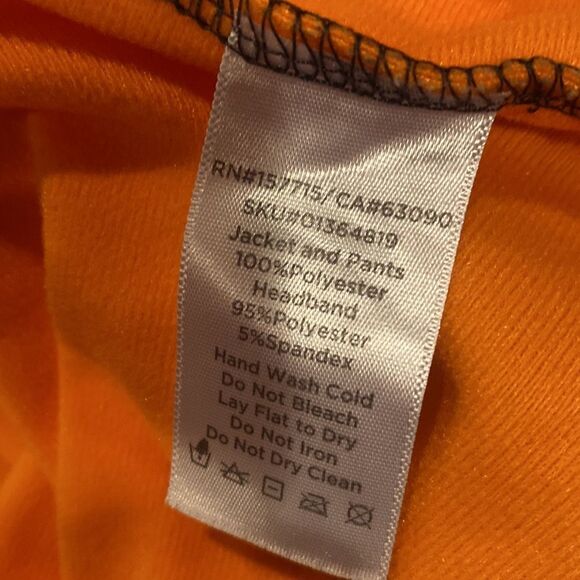 RN#157715/CA#63090
SKU#01364819
Jacket and Pants
100%Polyester
Headband
95%Polyester
5%Spandex
Hand Wash Cold
Do Not Bleach
Lay Flat to Dry
Do Not Iron
Do Not Dry Clean